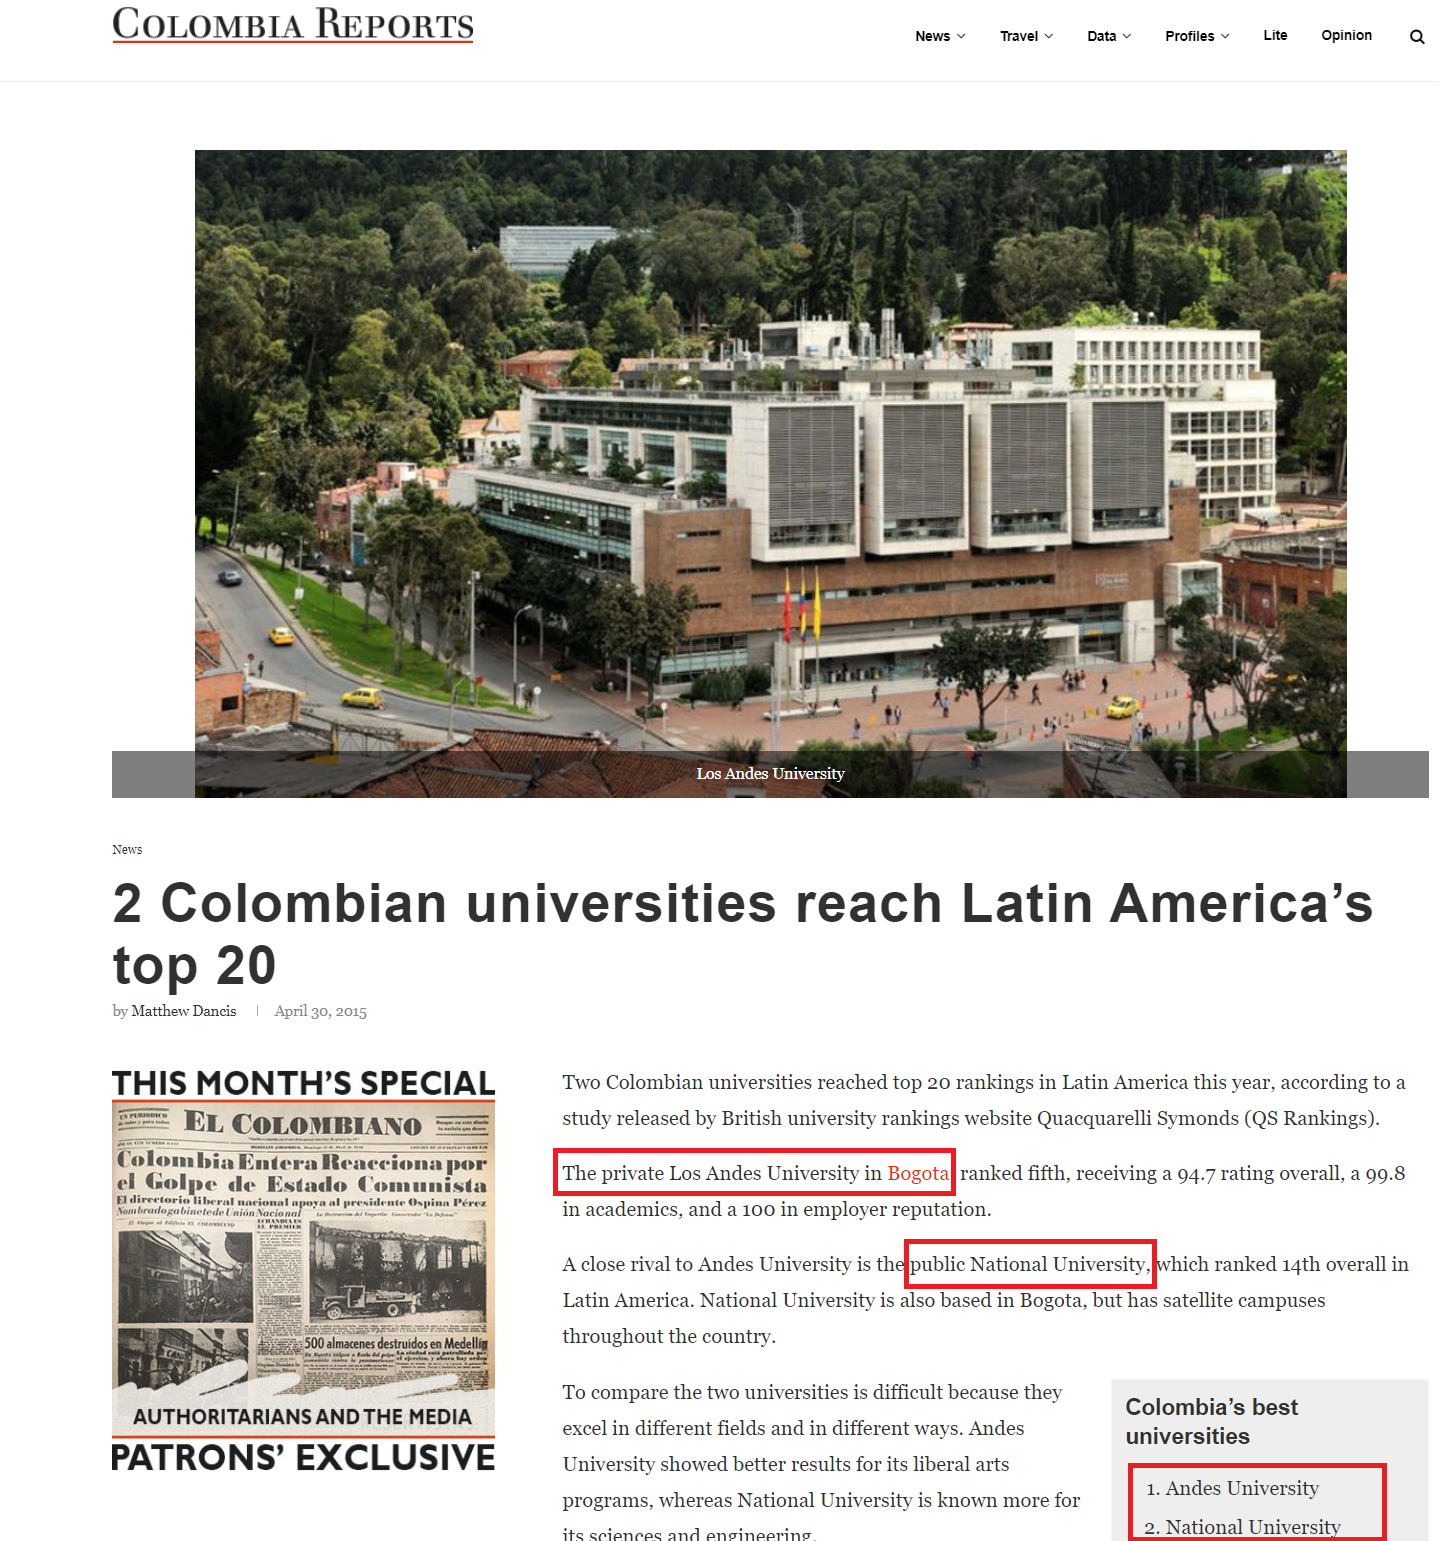 COLOMBIA REPORTS
News
Travel
Data
Profiles
Lite
Opinion
Los Andes University
News
2 Colombian universities reach Latin America’s
top 20
by Matthew Dancis
April 30, 2015
THIS MONTH'S SPECIAL
EL COLOMBIANO
Colombia Entera Reacciona por
el Golpe de Estado Comunista
El directorio liberal nacional apoya al presidente Ospina Pérez
Nombrado gabinete de Unión Nacional
500 almacenes destruidos en Medellín
AUTHORITARIANS AND THE MEDIA
PATRONS' EXCLUSIVE
Two Colombian universities reached top 20 rankings in Latin America this year, according to a
study released by British university rankings website Quacquarelli Symonds (QS Rankings).
The private Los Andes University in Bogota ranked fifth, receiving a 94.7 rating overall, a 99.8
in academics, and a 100 in employer reputation.
A close rival to Andes University is the public National University, which ranked 14th overall in
Latin America. National University is also based in Bogota, but has satellite campuses
throughout the country.
To compare the two universities is difficult because they
excel in different fields and in different ways. Andes
University showed better results for its liberal arts
programs, whereas National University is known more for
its sciences and engineering.
Colombia’s best
universities
1. Andes University
2. National University